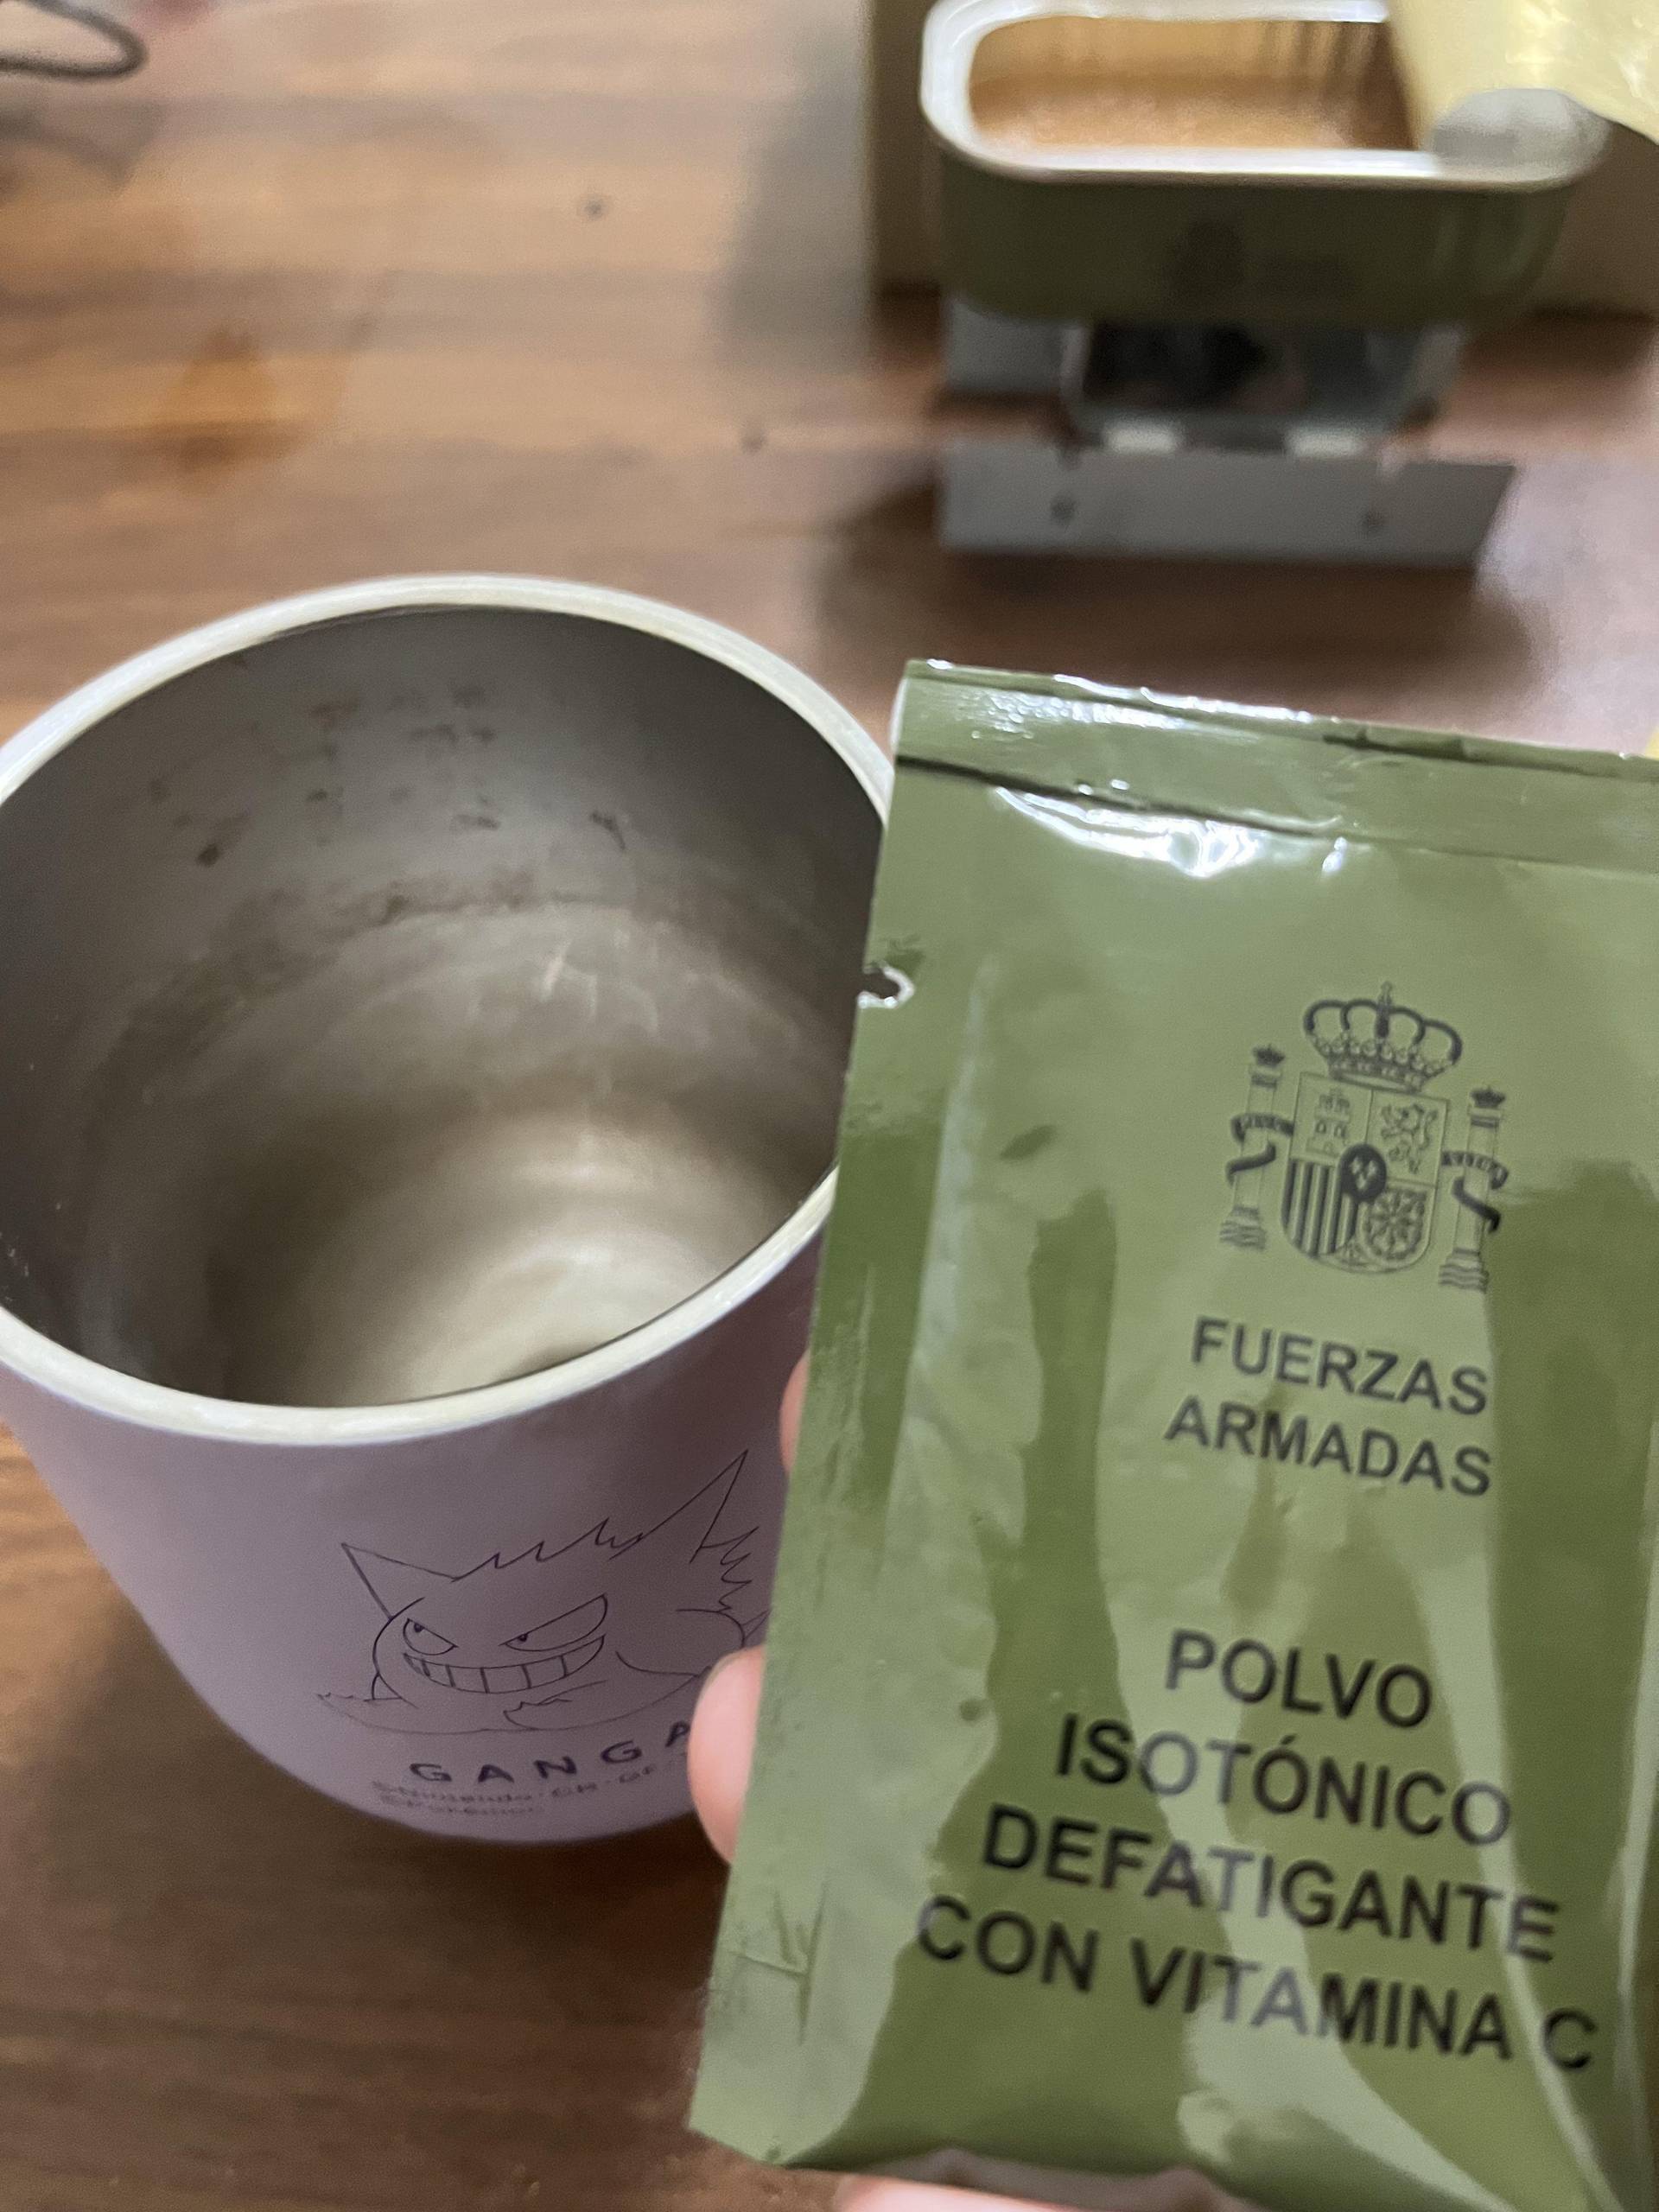 FUERZAS
ARMADAS
POLVO
ISOTÓNICO
DEFATIGANTE
CON VITAMINA C
GANGA